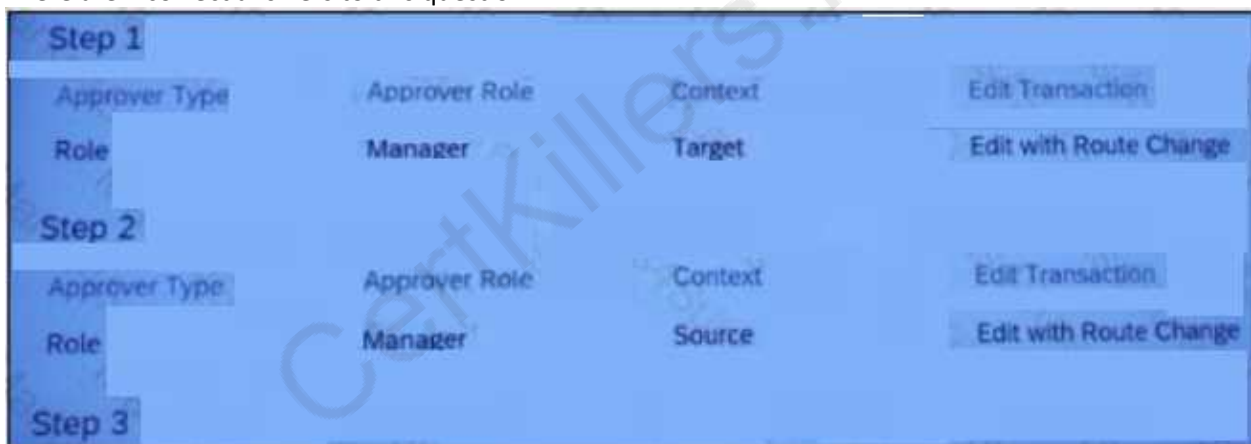 Step 1
Approver Type Approver Role Context Edit Transaction
Role Manager Target Edit with Route Change
Step 2
Approver Type Approver Role Context Edit Transaction
Role Manager Source Edit with Route Change
Step 3
CertKillers.